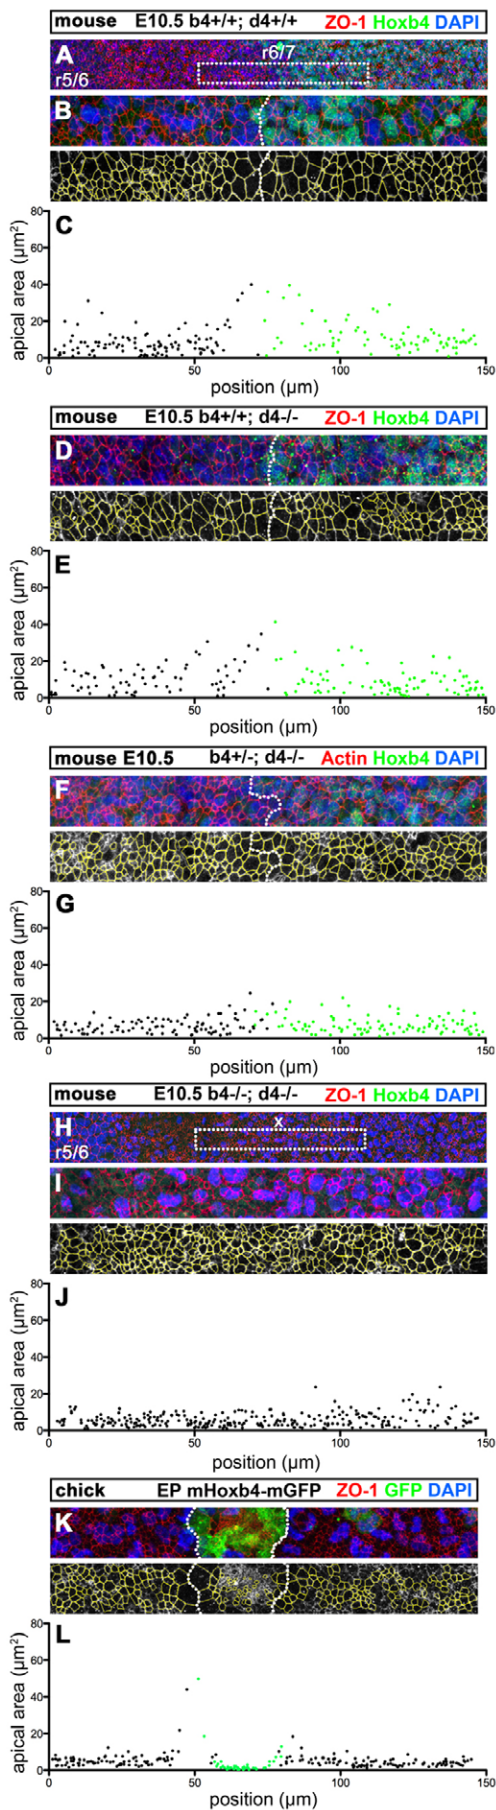 mouse E10.5 b4+/+; d4+/+ ZO-1 Hoxb4 DAPI
A
r6/7
r5/6
B
C
apical area (µm²)
80
60
40
20
0
0 50 100 150
position (µm)
mouse E10.5 b4+/+; d4-/- ZO-1 Hoxb4 DAPI
D
E
apical area (µm²)
80
60
40
20
0
0 50 100 150
position (µm)
mouse E10.5 b4+/-; d4-/- Actin Hoxb4 DAPI
F
G
apical area (µm²)
80
60
40
20
0
0 50 100 150
position (µm)
mouse E10.5 b4-/-; d4-/- ZO-1 Hoxb4 DAPI
H
x
r5/6
I
J
apical area (µm²)
80
60
40
20
0
0 50 100 150
position (µm)
chick EP mHoxb4-mGFP ZO-1 GFP DAPI
K
L
apical area (µm²)
80
60
40
20
0
0 50 100 150
position (µm)